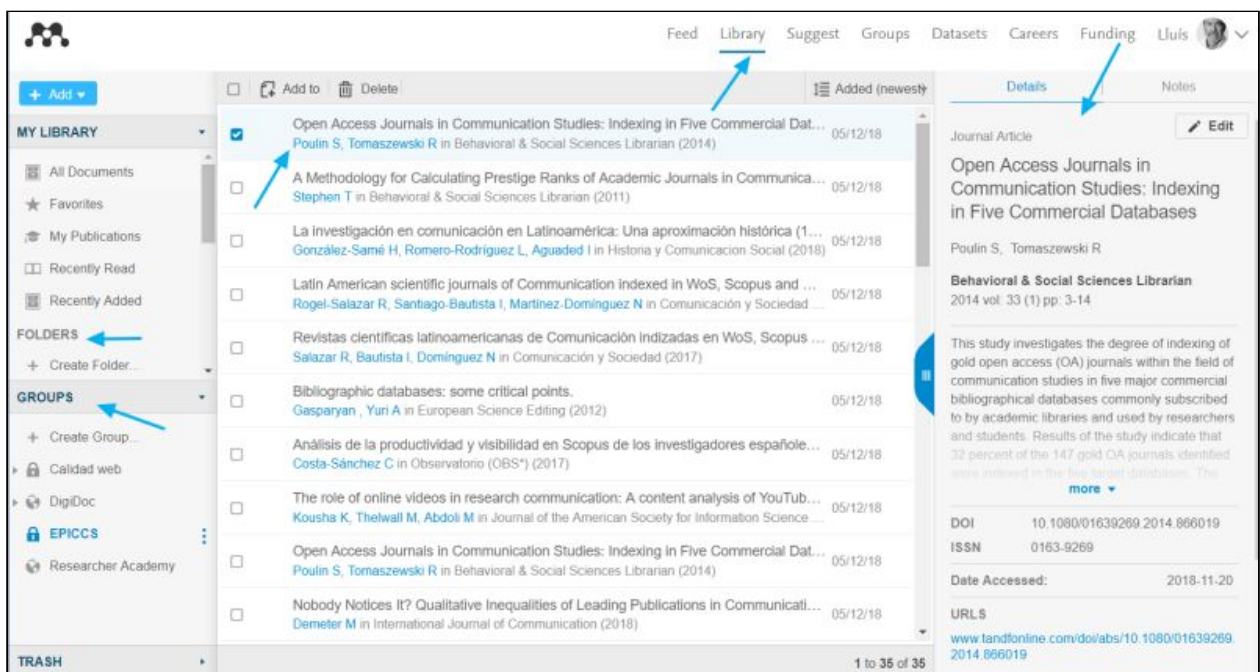 Feed Library Suggest Groups Datasets Careers Funding Lluís
+ Add
MY LIBRARY
All Documents
Favorites
My Publications
Recently Read
Recently Added
FOLDERS
+ Create Folder...
GROUPS
+ Create Group...
Calidad web
DigiDoc
EPICCS
Researcher Academy
TRASH
Add to Delete Added (newest)
Open Access Journals in Communication Studies: Indexing in Five Commercial Dat... 05/12/18
Poulin S, Tomaszewski R in Behavioral & Social Sciences Librarian (2014)
A Methodology for Calculating Prestige Ranks of Academic Journals in Communica... 05/12/18
Stephen T in Behavioral & Social Sciences Librarian (2011)
La investigación en comunicación en Latinoamérica: Una aproximación histórica (1... 05/12/18
González-Samé H, Romero-Rodríguez L, Aguaded I in Historia y Comunicacion Social (2018)
Latin American scientific journals of Communication indexed in WoS, Scopus and ... 05/12/18
Rogel-Salazar R, Santiago-Bautista I, Martínez-Domínguez N in Comunicación y Sociedad ...
Revistas científicas latinoamericanas de Comunicación indizadas en WoS, Scopus ... 05/12/18
Salazar R, Bautista I, Domínguez N in Comunicación y Sociedad (2017)
Bibliographic databases: some critical points. 05/12/18
Gasparyan , Yuri A in European Science Editing (2012)
Análisis de la productividad y visibilidad en Scopus de los investigadores españole... 05/12/18
Costa-Sánchez C in Observatorio (OBS*) (2017)
The role of online videos in research communication: A content analysis of YouTub... 05/12/18
Kousha K, Thelwall M, Abdoli M in Journal of the American Society for Information Science ...
Open Access Journals in Communication Studies: Indexing in Five Commercial Dat... 05/12/18
Poulin S, Tomaszewski R in Behavioral & Social Sciences Librarian (2014)
Nobody Notices It? Qualitative Inequalities of Leading Publications in Communicati... 05/12/18
Demeter M in International Journal of Communication (2018)
1 to 35 of 35
Details Notes
Journal Article Edit
Open Access Journals in
Communication Studies: Indexing
in Five Commercial Databases
Poulin S, Tomaszewski R
Behavioral & Social Sciences Librarian
2014 vol: 33 (1) pp: 3-14
This study investigates the degree of indexing of
gold open access (OA) journals within the field of
communication studies in five major commercial
bibliographical databases commonly subscribed
to by academic libraries and used by researchers
and students. Results of the study indicate that
32 percent of the 147 gold OA journals identified
were indexed in the five target databases. The
more
DOI 10.1080/01639269.2014.866019
ISSN 0163-9269
Date Accessed: 2018-11-20
URLS
www.tandfonline.com/doi/abs/10.1080/01639269.
2014.866019